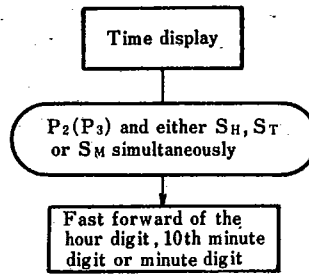 Time display
P2(P3) and either SH, ST
or SM simultaneously
Fast forward of the
hour digit, 10th minute
digit or minute digit